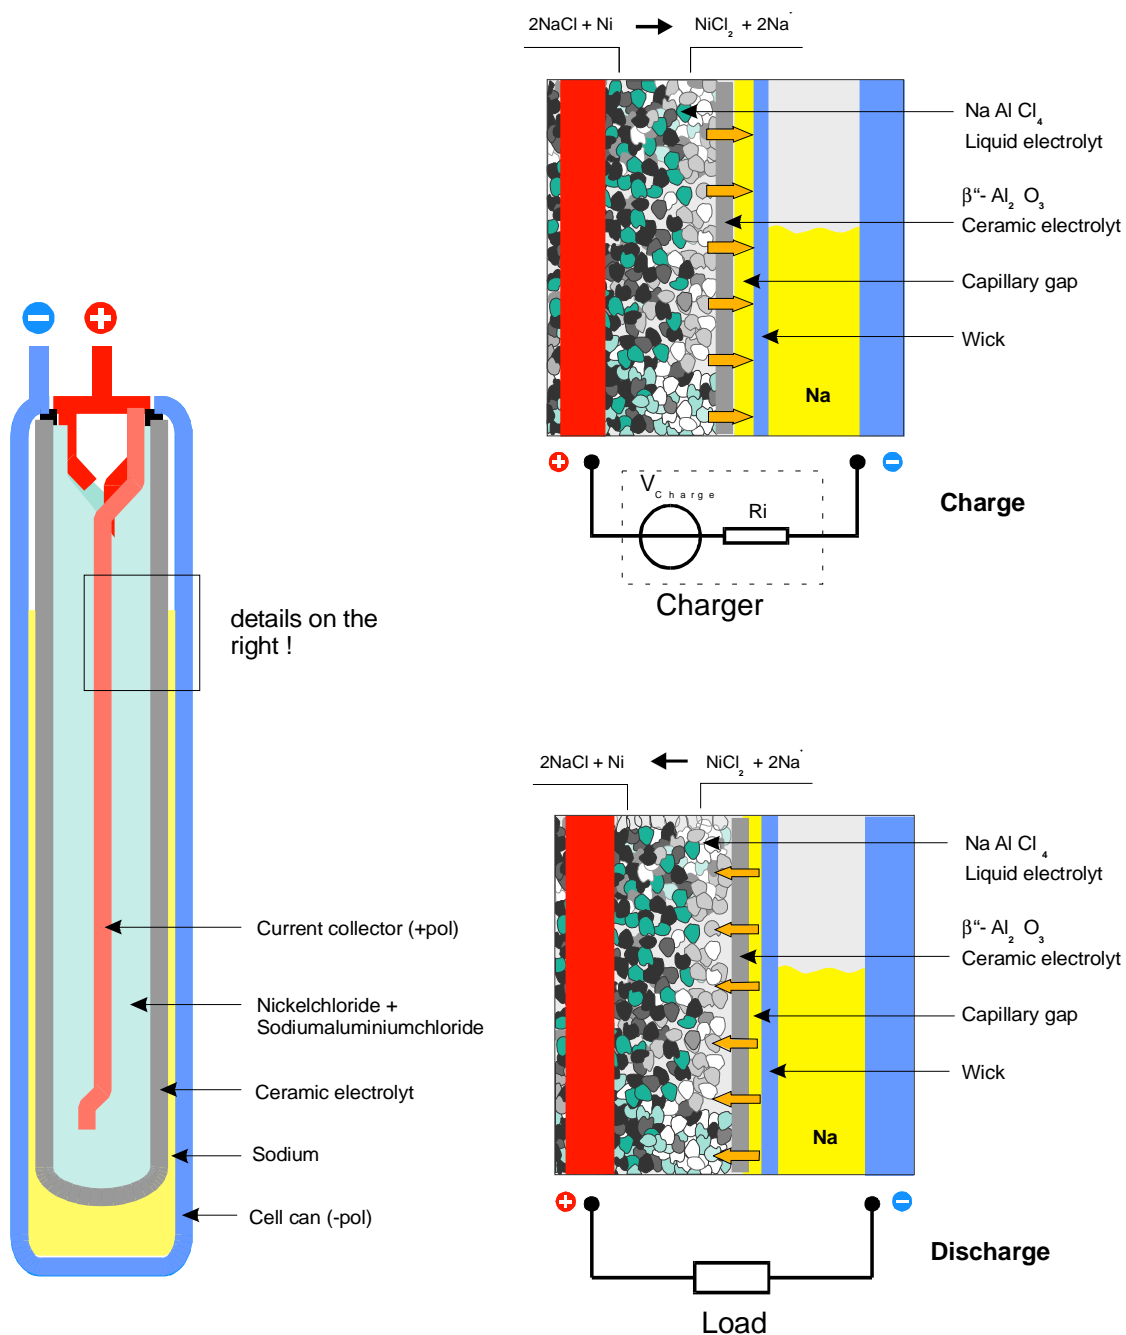 2NaCl + Ni → NiCl₂ + 2Na⁺
Na Al Cl₄
Liquid electrolyt
β“- Al₂ O₃
Ceramic electrolyt
Capillary gap
Wick
Na
V Charge
Ri
Charge
Charger
details on the
right !
2NaCl + Ni ← NiCl₂ + 2Na⁺
Na Al Cl₄
Liquid electrolyt
β“- Al₂ O₃
Ceramic electrolyt
Capillary gap
Wick
Na
Current collector (+pol)
Nickelchloride +
Sodiumaluminiumchloride
Ceramic electrolyt
Sodium
Cell can (-pol)
Discharge
Load